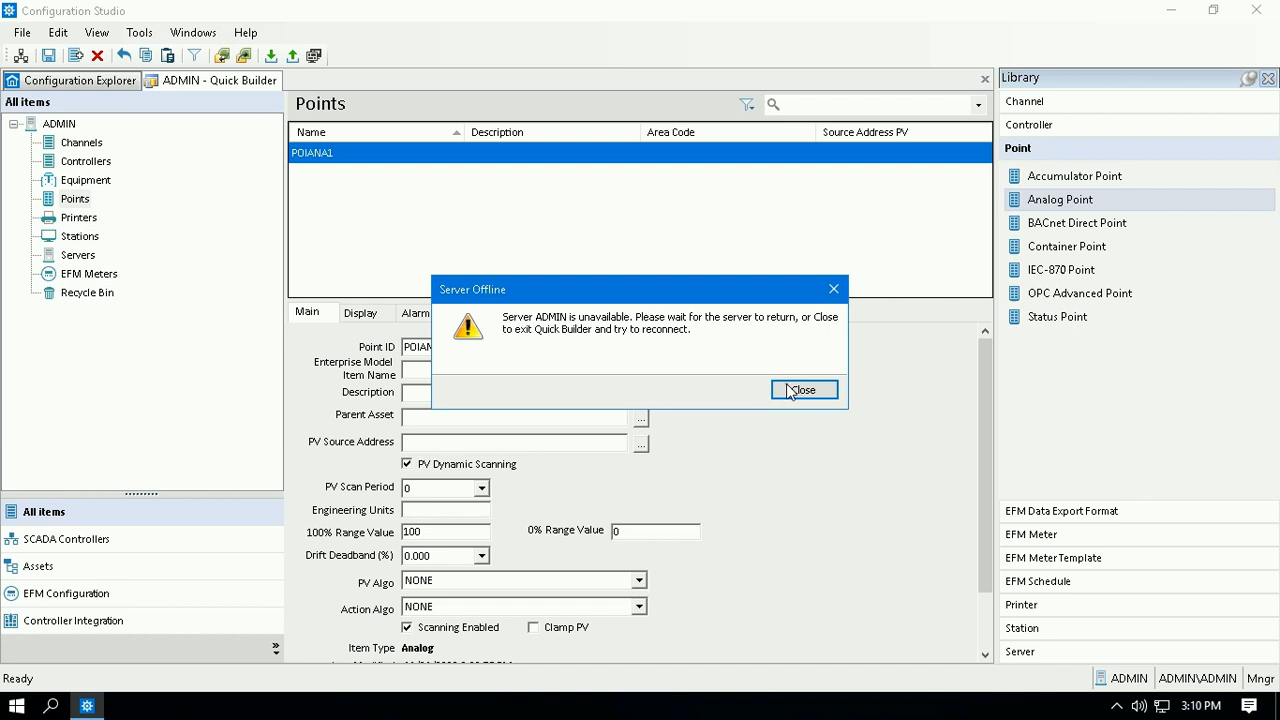 Configuration Studio
File Edit View Tools Windows Help
Configuration Explorer ADMIN - Quick Builder
All items
ADMIN
Channels
Controllers
Equipment
Points
Printers
Stations
Servers
EFM Meters
Recycle Bin
All items
SCADA Controllers
Assets
EFM Configuration
Controller Integration
Points
Name Description Area Code Source Address PV
POIANA1
Main Display Alarm
Point ID POIAN
Enterprise Model
Item Name
Description
Parent Asset ...
PV Source Address ...
PV Dynamic Scanning
PV Scan Period 0
Engineering Units
100% Range Value 100 0% Range Value 0
Drift Deadband (%) 0.000
PV Algo NONE
Action Algo NONE
Scanning Enabled Clamp PV
Item Type Analog
Server Offline
Server ADMIN is unavailable. Please wait for the server to return, or Close
to exit Quick Builder and try to reconnect.
Close
Library
Channel
Controller
Point
Accumulator Point
Analog Point
BACnet Direct Point
Container Point
IEC-870 Point
OPC Advanced Point
Status Point
EFM Data Export Format
EFM Meter
EFM Meter Template
EFM Schedule
Printer
Station
Server
Ready ADMIN ADMIN\ADMIN Mngr
3:10 PM